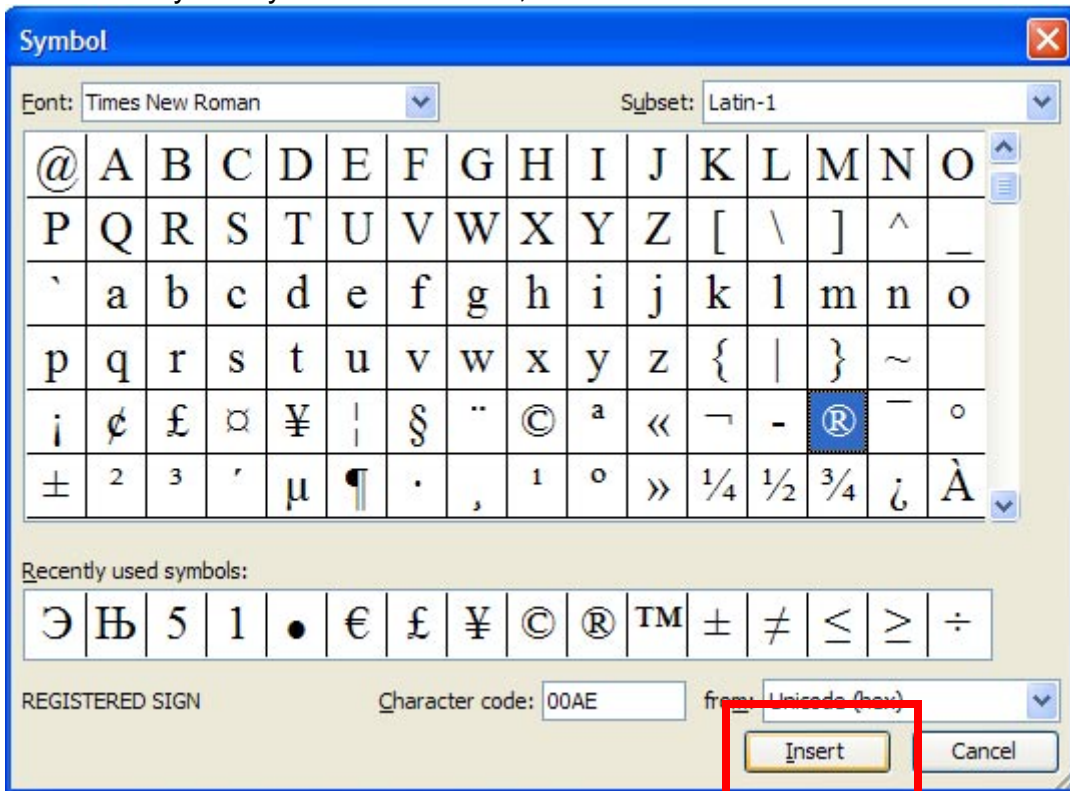 Symbol
Font: Times New Roman Subset: Latin-1
@ A B C D E F G H I J K L M N O
P Q R S T U V W X Y Z [ \ ] ^ _
` a b c d e f g h i j k l m n o
p q r s t u v w x y z { | } ~
¡ ¢ £ ¤ ¥ ¦ § ¨ © ª « ¬ - ® ¯ °
± ² ³ ´ µ ¶ · ¸ ¹ º » ¼ ½ ¾ ¿ À
Recently used symbols:
Э Њ 5 1 ● € £ ¥ © ® ™ ± ≠ ≤ ≥ ÷
REGISTERED SIGN Character code: 00AE from: Unicode (hex)
Insert Cancel